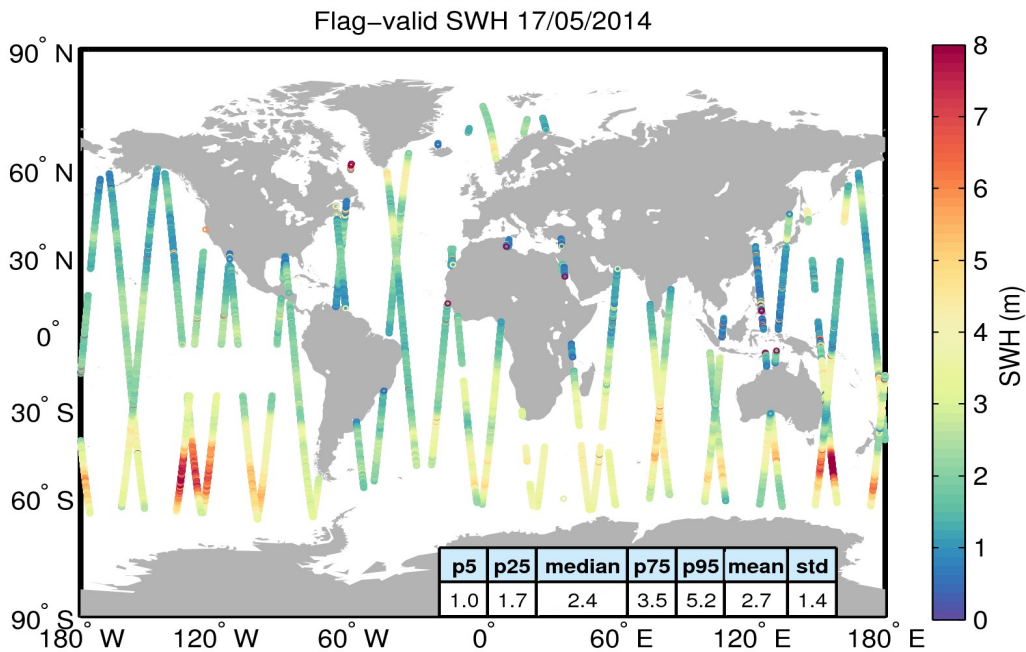 Flag−valid SWH 17/05/2014
90° N
60° N
30° N
0°
30° S
60° S
90° S
180° W
120° W
60° W
0°
60° E
120° E
180° E
p5 p25 median p75 p95 mean std
1.0 1.7 2.4 3.5 5.2 2.7 1.4
8
7
6
5
4
3
2
1
0
SWH (m)